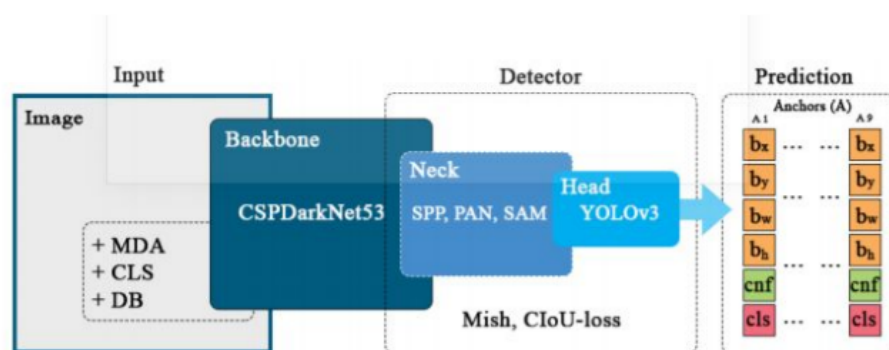 Input
Detector
Prediction
Image
Backbone
CSPDarkNet53
+ MDA
+ CLS
+ DB
Neck
SPP, PAN, SAM
Head
YOLOv3
Mish, CIoU-loss
Anchors (A)
A 1 A 9
bx ... ... bx
by by
... ...
bw bw
bh bh
... ...
cnf cnf
cls ... ... cls